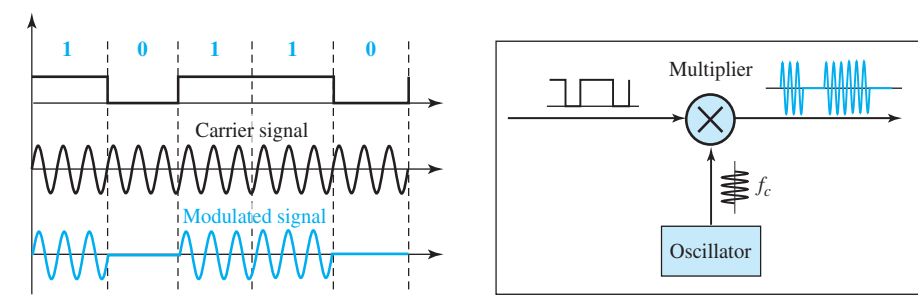 1 0 1 1 0
Carrier signal
Modulated signal
Multiplier
f_c
Oscillator